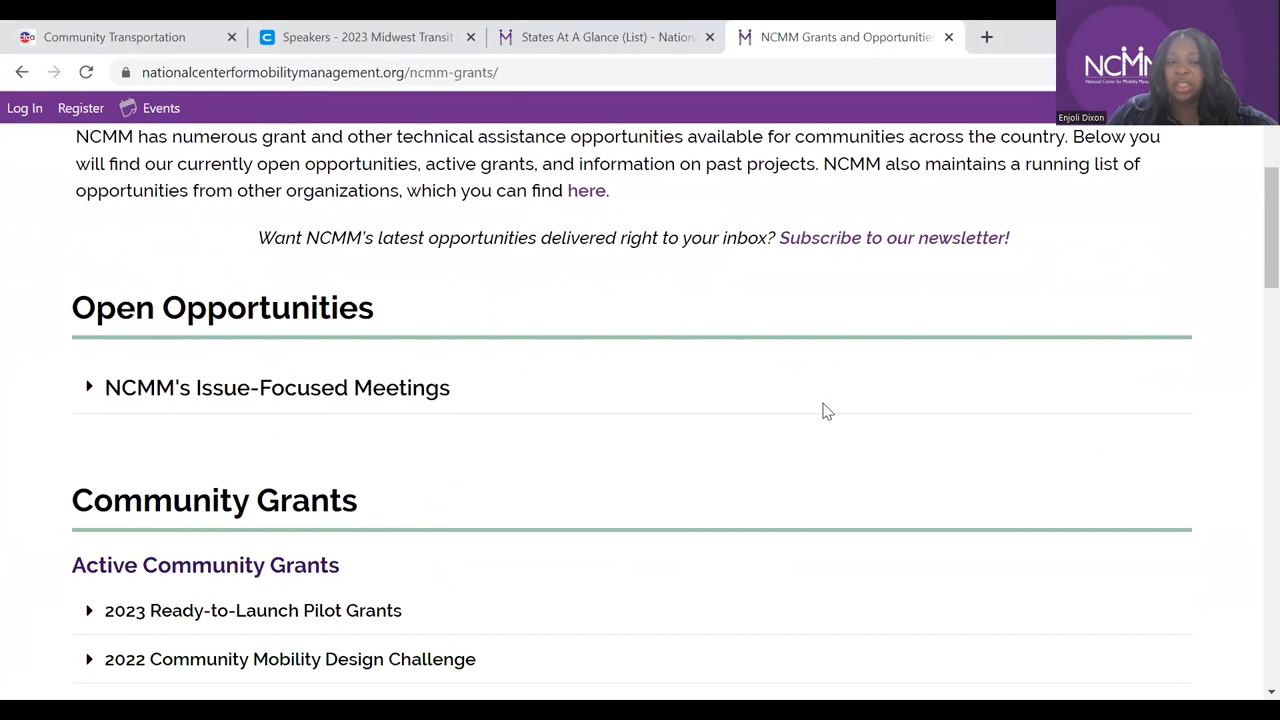 Community Transportation
Speakers - 2023 Midwest Transit
States At A Glance (List) - Nation
NCMM Grants and Opportunities
nationalcenterformobilitymanagement.org/ncmm-grants/
NCMM
Enjoli Dixon
Log In Register Events
NCMM has numerous grant and other technical assistance opportunities available for communities across the country. Below you
will find our currently open opportunities, active grants, and information on past projects. NCMM also maintains a running list of
opportunities from other organizations, which you can find here.
Want NCMM's latest opportunities delivered right to your inbox? Subscribe to our newsletter!
Open Opportunities
NCMM's Issue-Focused Meetings
Community Grants
Active Community Grants
2023 Ready-to-Launch Pilot Grants
2022 Community Mobility Design Challenge